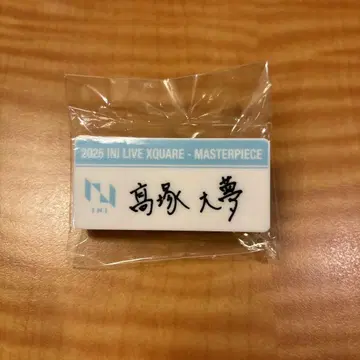 2025 INI LIVE XQUARE - MASTERPIECE
INI
髙塚 大夢